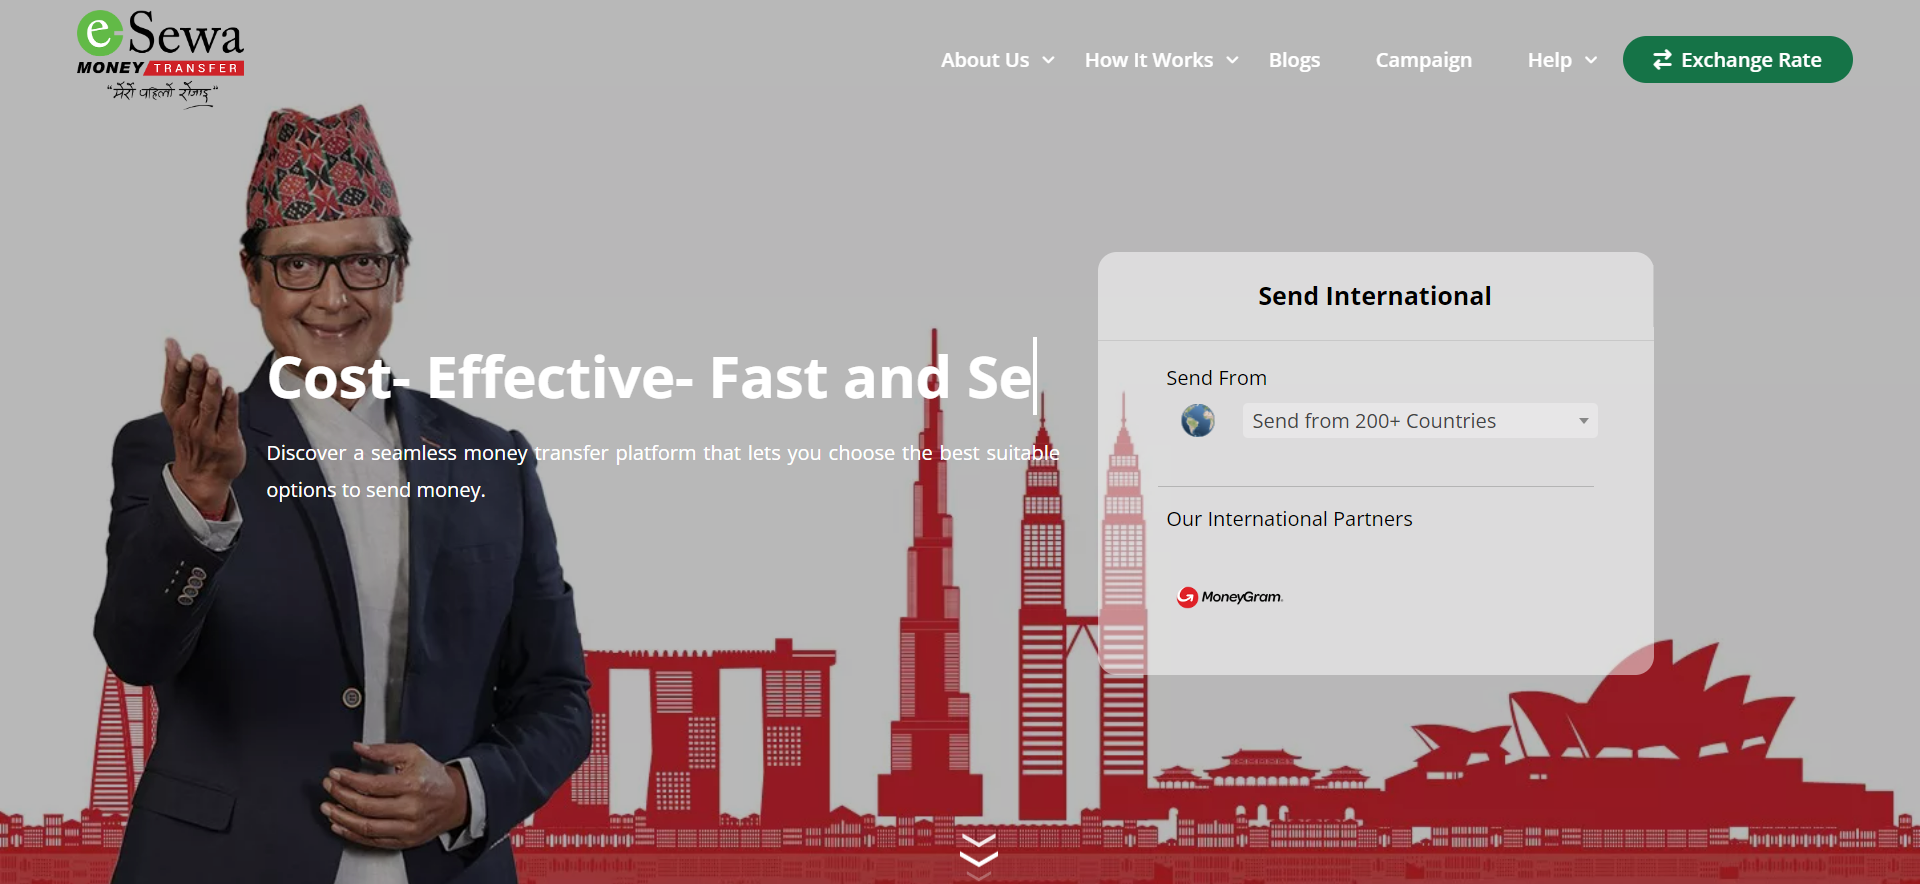 eSewa
MONEY TRANSFER
"मेरो पहिलो रोजाइ"
About Us
How It Works
Blogs
Campaign
Help
Exchange Rate
Send International
Cost- Effective- Fast and Se
Discover a seamless money transfer platform that lets you choose the best suitable
options to send money.
Send From
Send from 200+ Countries
Our International Partners
MoneyGram.